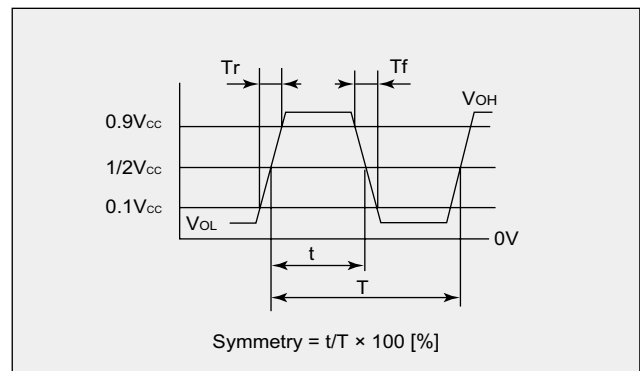 Tr Tf
VOH
0.9Vcc
1/2Vcc
0.1Vcc
VOL
0V
t
T
Symmetry = t/T × 100 [%]